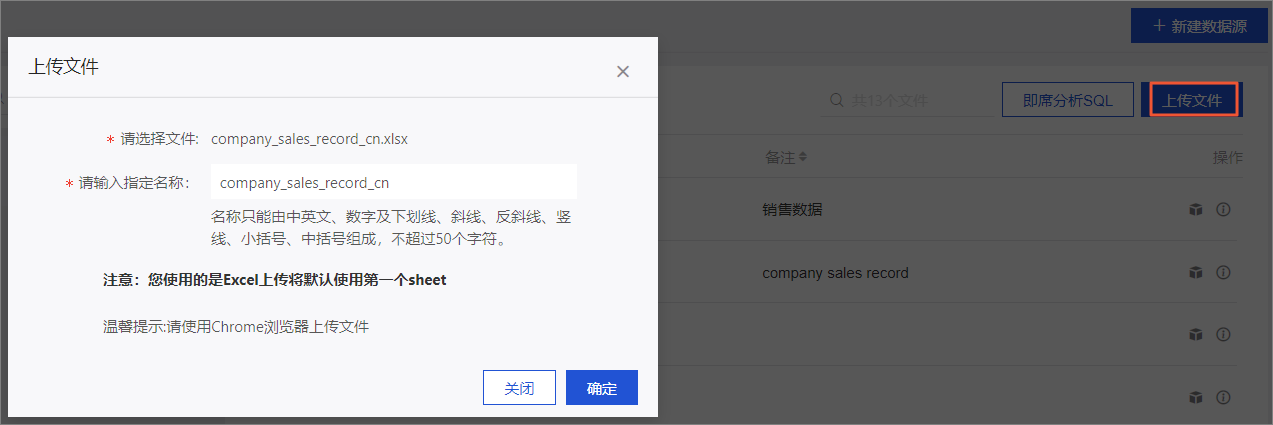 + 新建数据源
上传文件
共13个文件
即席分析SQL
上传文件
* 请选择文件: company_sales_record_cn.xlsx
备注
操作
* 请输入指定名称： company_sales_record_cn
名称只能由中英文、数字及下划线、斜线、反斜线、竖
线、小括号、中括号组成，不超过50个字符。
销售数据
注意：您使用的是Excel上传将默认使用第一个sheet
company sales record
温馨提示:请使用Chrome浏览器上传文件
关闭
确定